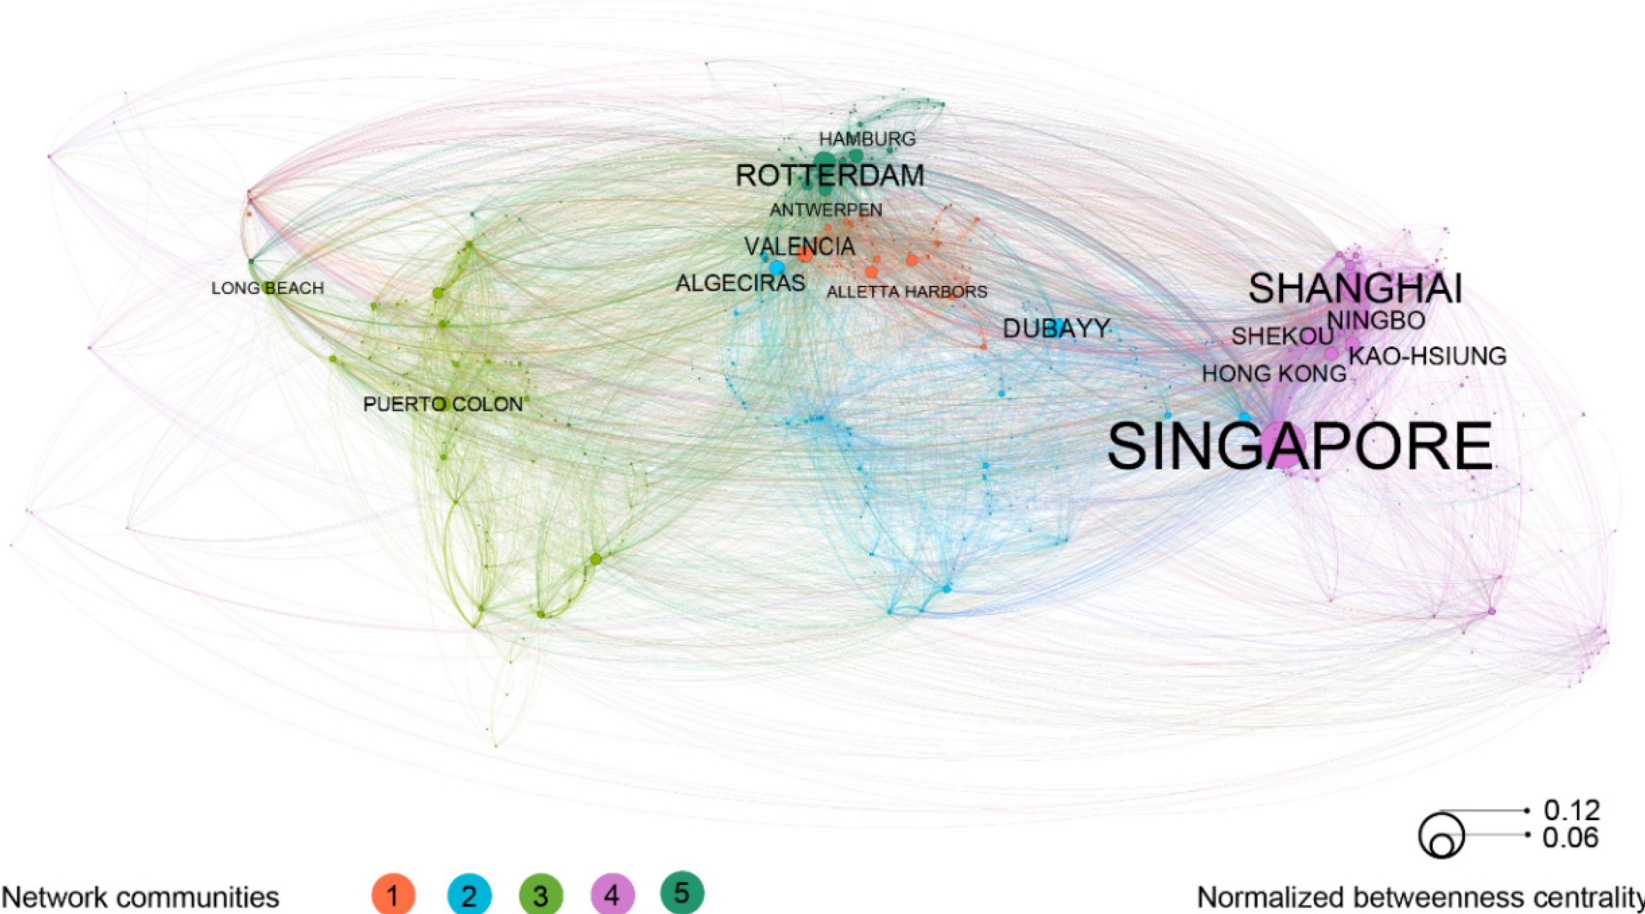 HAMBURG
ROTTERDAM
ANTWERPEN
VALENCIA
ALGECIRAS
ALLETTA HARBORS
LONG BEACH
SHANGHAI
NINGBO
DUBAYY
SHEKOU
KAO-HSIUNG
HONG KONG
PUERTO COLON
SINGAPORE
0.12
0.06
Network communities 1 2 3 4 5
Normalized betweenness centrality